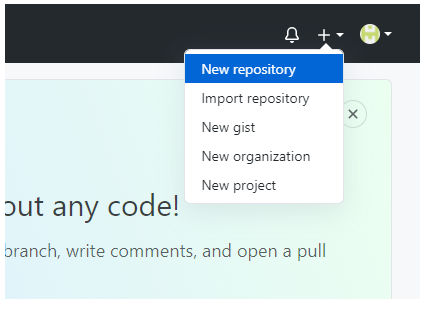 New repository
Import repository
New gist
New organization
New project
out any code!
branch, write comments, and open a pull